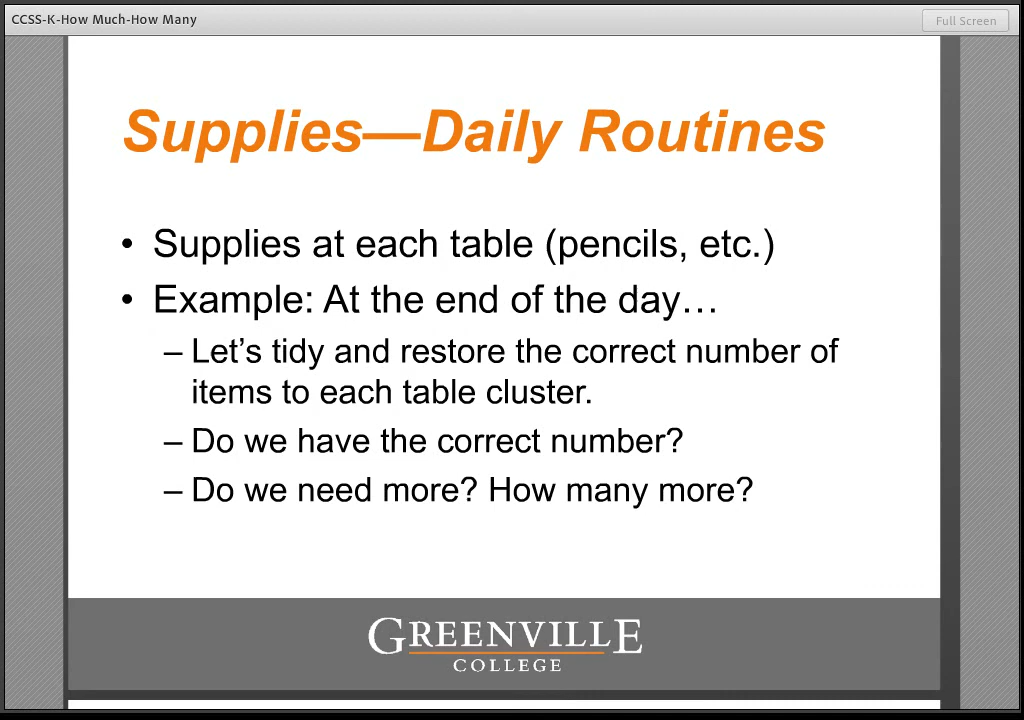 CCSS-K-How Much-How Many
Full Screen
Supplies—Daily Routines
• Supplies at each table (pencils, etc.)
• Example: At the end of the day…
– Let’s tidy and restore the correct number of
items to each table cluster.
– Do we have the correct number?
– Do we need more? How many more?
GREENVILLE
COLLEGE